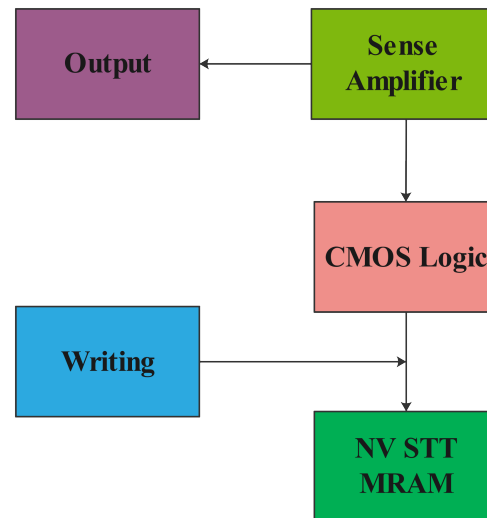 Output
Sense
Amplifier
CMOS Logic
Writing
NV STT
MRAM